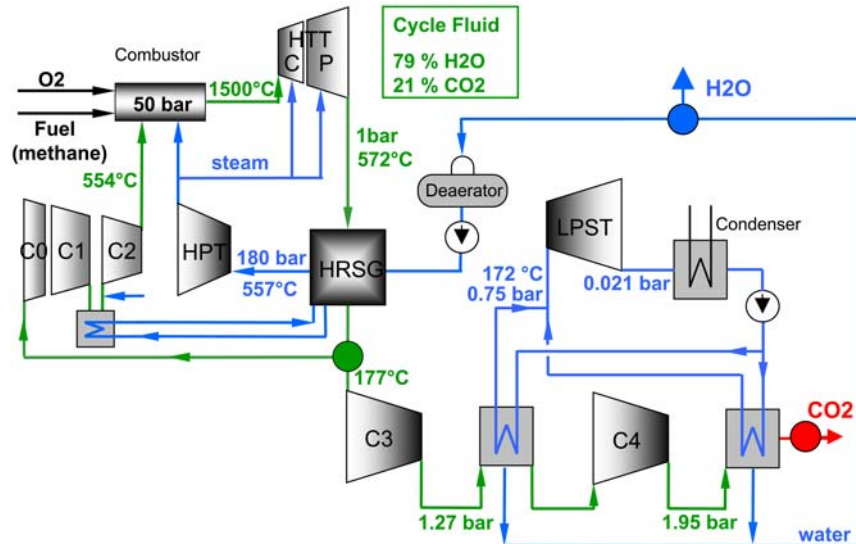 Cycle Fluid
79 % H2O
21 % CO2
Combustor
HTT
C P
O2
50 bar
1500°C
Fuel
(methane)
H2O
1bar
572°C
steam
554°C
Deaerator
LPST
Condenser
C0
C1
C2
HPT
180 bar
557°C
HRSG
172 °C
0.75 bar
0.021 bar
177°C
C3
C4
CO2
1.27 bar
1.95 bar
water